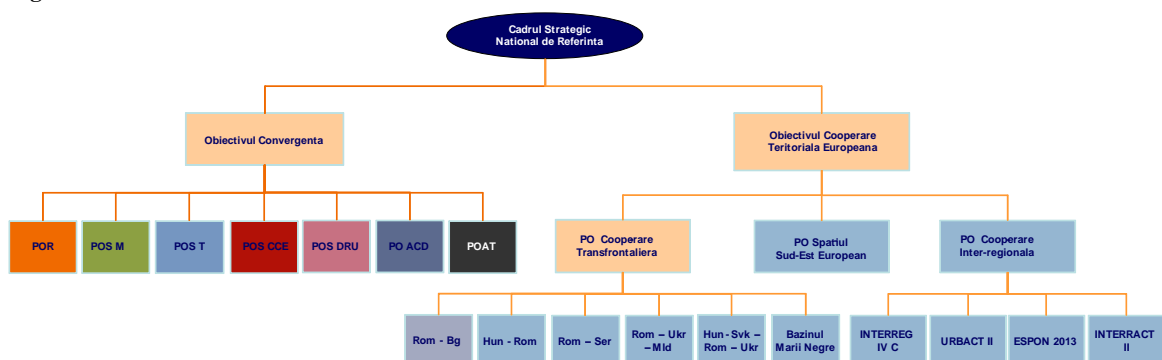 Cadrul Strategic
National de Referinta
Obiectivul Convergenta
Obiectivul Cooperare
Teritoriala Europeana
POR
POS M
POS T
POS CCE
POS DRU
PO ACD
POAT
PO Cooperare
Transfrontaliera
PO Spatiul
Sud-Est European
PO Cooperare
Inter-regionala
Rom - Bg
Hun - Rom
Rom – Ser
Rom – Ukr
– Mld
Hun - Svk –
Rom – Ukr
Bazinul
Marii Negre
INTERREG
IV C
URBACT II
ESPON 2013
INTERRACT
II